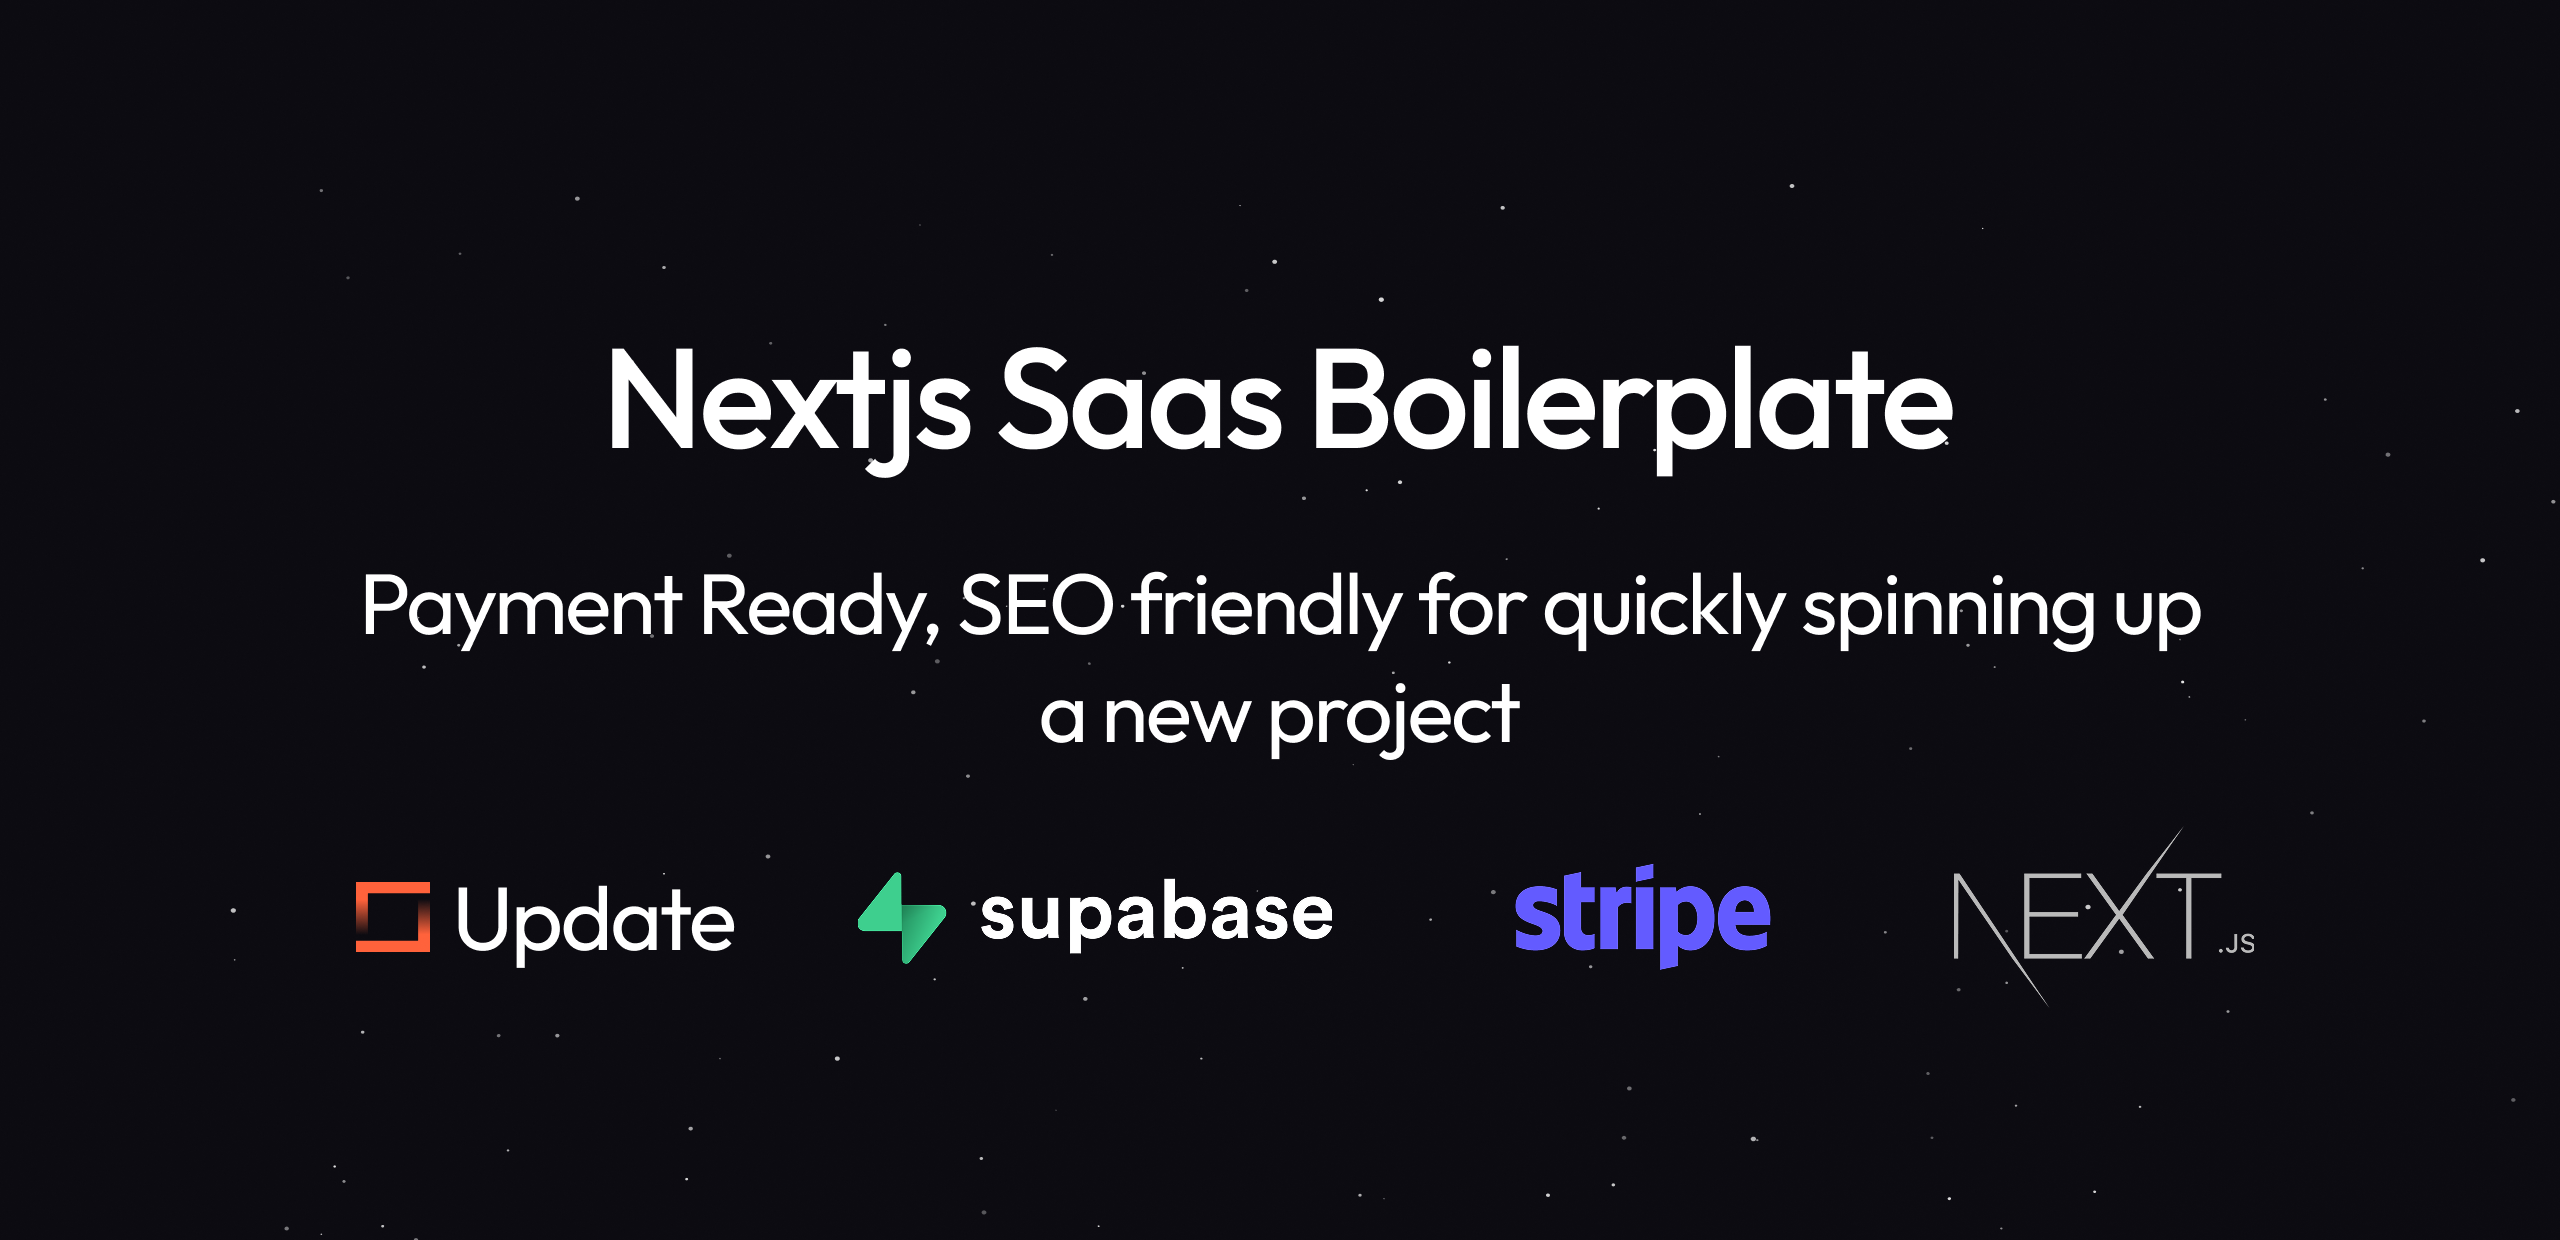 Nextjs Saas Boilerplate
Payment Ready, SEO friendly for quickly spinning up
a new project
Update supabase stripe NEXT.JS